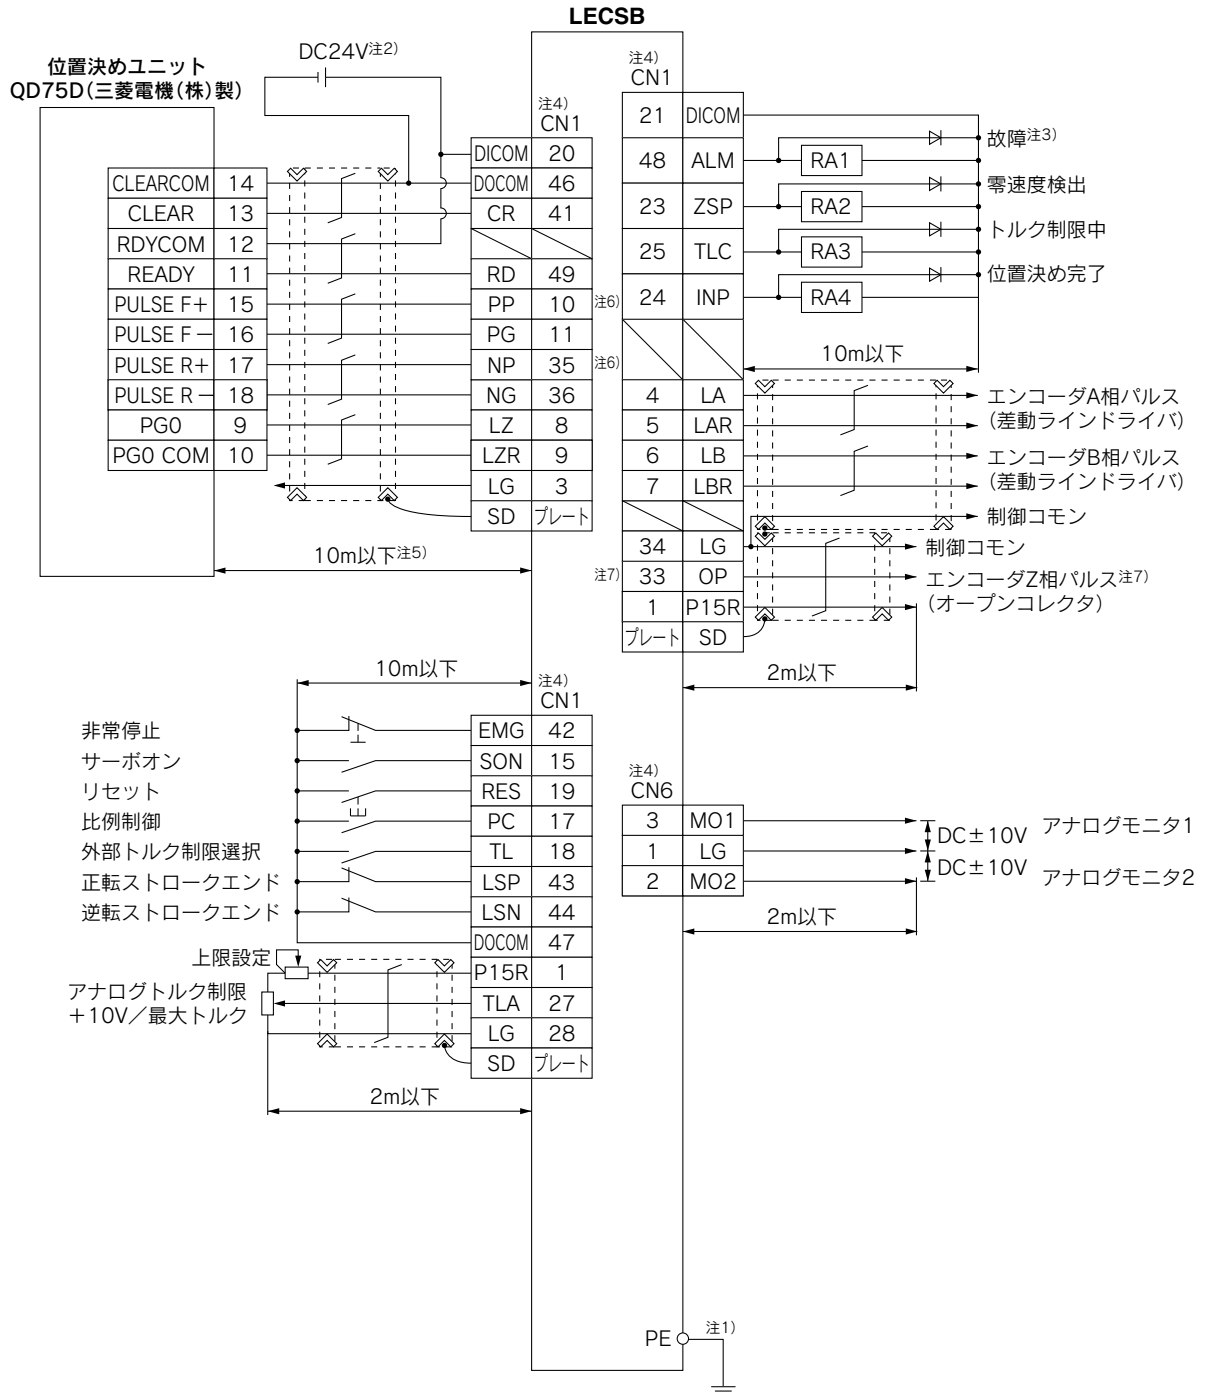 LECSB
DC24V注2)
位置決めユニット
QD75D(三菱電機(株)製)
注4)
CN1
DICOM 20
CLEARCOM 14 DOCOM 46
CLEAR 13 CR 41
RDYCOM 12
READY 11 RD 49
PULSE F+ 15 PP 10 注6)
PULSE F− 16 PG 11
PULSE R+ 17 NP 35 注6)
PULSE R− 18 NG 36
PG0 9 LZ 8
PG0 COM 10 LZR 9
LG 3
SD プレート
10m以下注5)
注4)
CN1
21 DICOM
故障注3)
48 ALM RA1
零速度検出
23 ZSP RA2
トルク制限中
25 TLC RA3
位置決め完了
24 INP RA4
10m以下
4 LA エンコーダA相パルス
5 LAR (差動ラインドライバ)
6 LB エンコーダB相パルス
7 LBR (差動ラインドライバ)
制御コモン
34 LG 制御コモン
注7) 33 OP エンコーダZ相パルス注7)
1 P15R (オープンコレクタ)
プレート SD
2m以下
10m以下
注4)
CN1
非常停止 EMG 42
サーボオン SON 15
リセット RES 19
比例制御 PC 17
外部トルク制限選択 TL 18
正転ストロークエンド LSP 43
逆転ストロークエンド LSN 44
DOCOM 47
上限設定 P15R 1
アナログトルク制限
+10V/最大トルク
TLA 27
LG 28
SD プレート
2m以下
注4)
CN6
3 MO1 アナログモニタ1
DC±10V
1 LG
DC±10V
2 MO2 アナログモニタ2
2m以下
PE 注1)